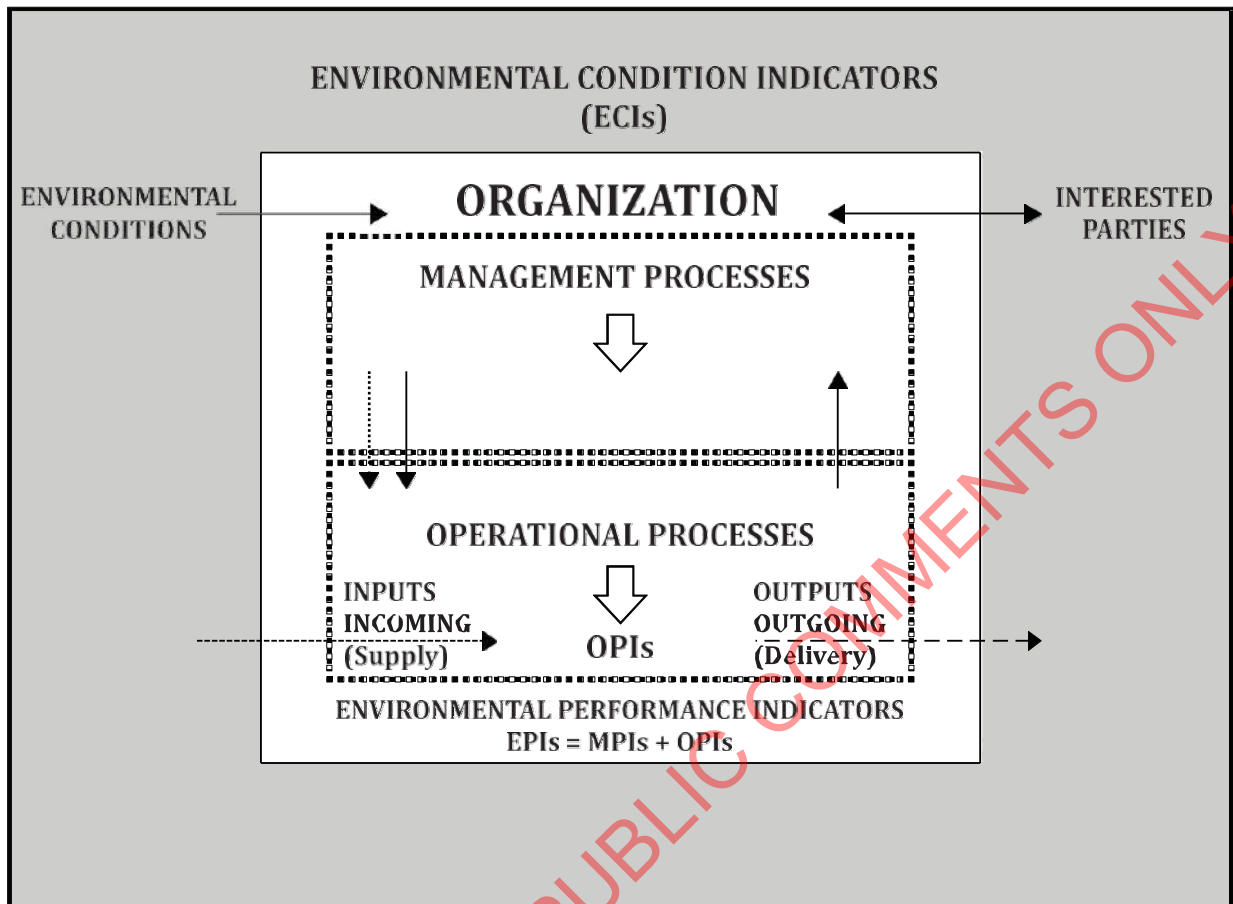 ENVIRONMENTAL CONDITION INDICATORS
(ECIs)
ENVIRONMENTAL
CONDITIONS
ORGANIZATION
INTERESTED
PARTIES
MANAGEMENT PROCESSES
OPERATIONAL PROCESSES
INPUTS
INCOMING
(Supply)
OPIs
OUTPUTS
OUTGOING
(Delivery)
ENVIRONMENTAL PERFORMANCE INDICATORS
EPIs = MPIs + OPIs
PUBLIC COMMENTS ONLY